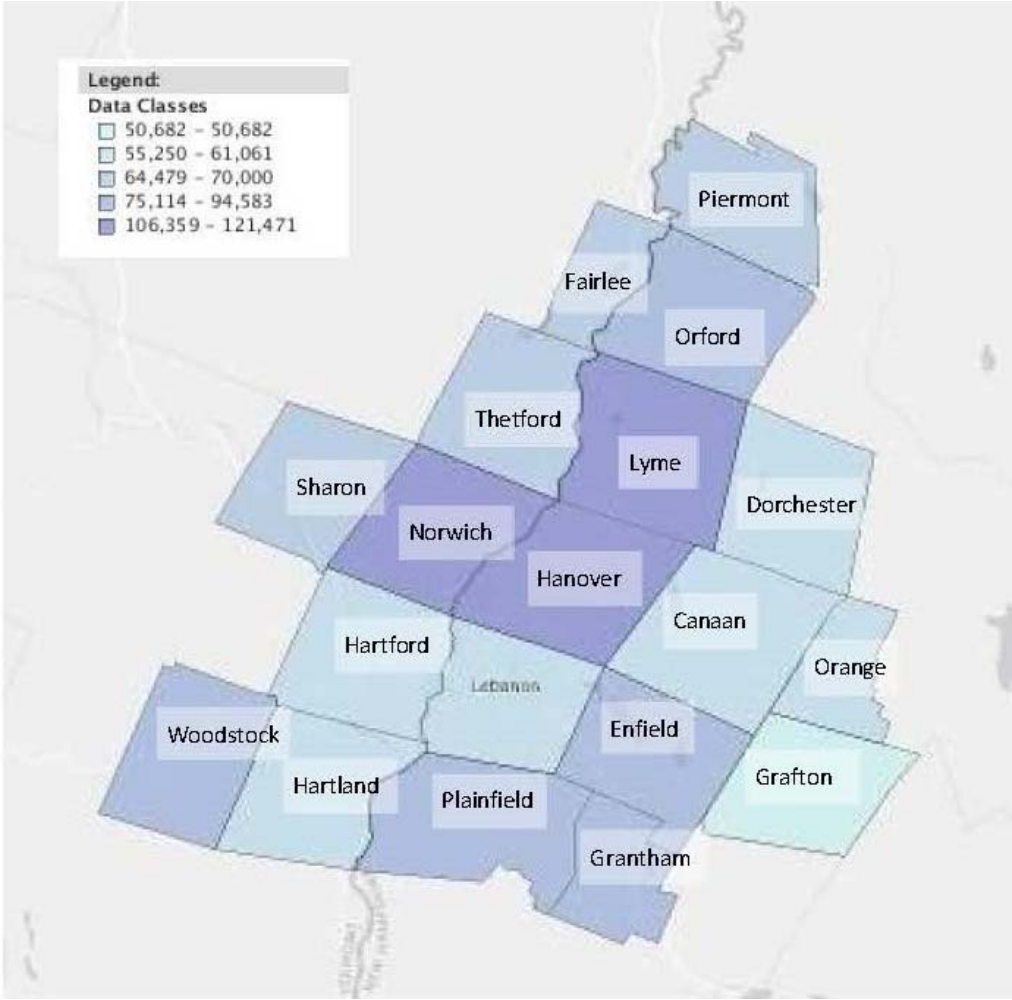 Legend:
Data Classes
50,682 - 50,682
55,250 - 61,061
64,479 - 70,000
75,114 - 94,583
106,359 - 121,471
Piermont
Fairlee
Orford
Thetford
Lyme
Sharon
Dorchester
Norwich
Hanover
Canaan
Hartford
Orange
Lebanon
Enfield
Woodstock
Grafton
Hartland
Plainfield
Grantham